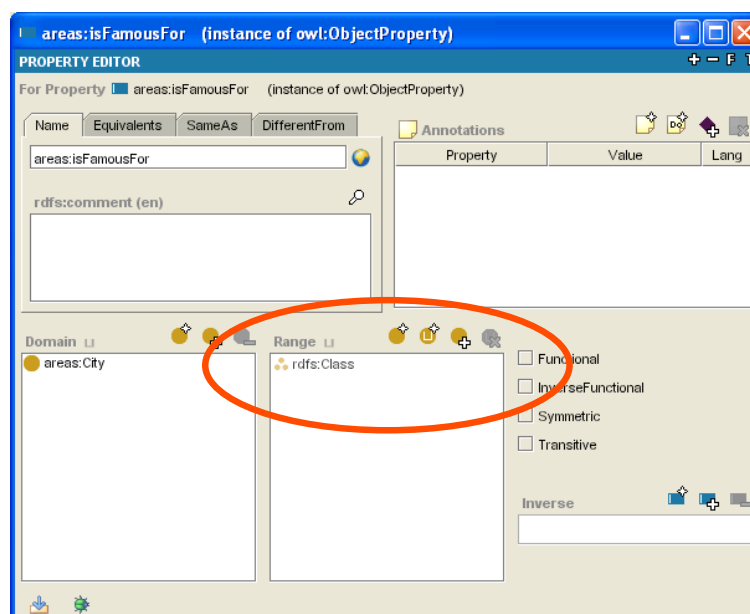 areas:isFamousFor (instance of owl:ObjectProperty)
PROPERTY EDITOR
F
For Property areas:isFamousFor (instance of owl:ObjectProperty)
Name Equivalents SameAs DifferentFrom
areas:isFamousFor
rdfs:comment (en)
Annotations
Property Value Lang
Domain
areas:City
Range
rdfs:Class
Functional
InverseFunctional
Symmetric
Transitive
Inverse